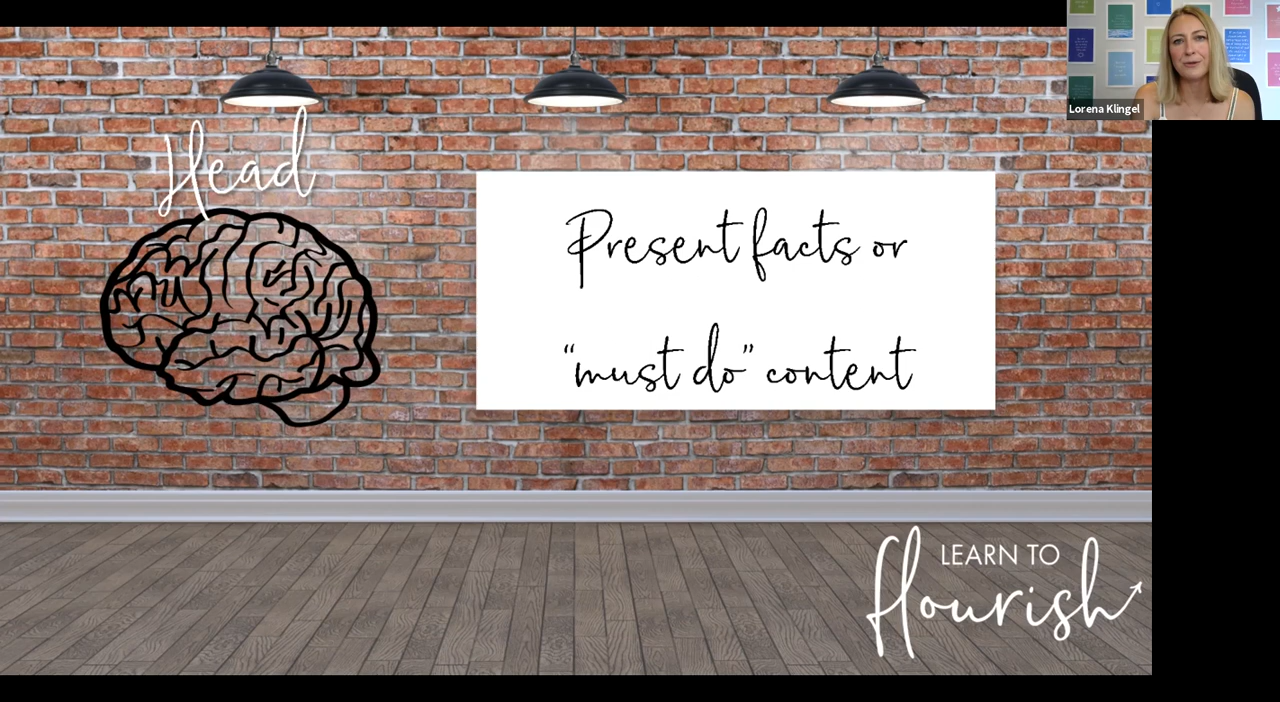 Lorena Klingel
Head
Present facts or
“must do” content
LEARN TO
flourish